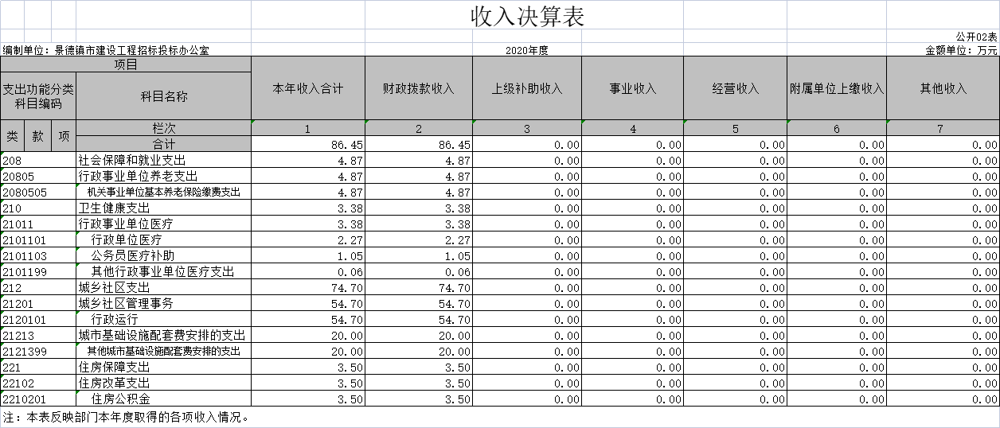 收入决算表
公开02表
编制单位：景德镇市建设工程招标投标办公室 2020年度 金额单位：万元
项目 本年收入合计 财政拨款收入 上级补助收入 事业收入 经营收入 附属单位上缴收入 其他收入
支出功能分类科目编码 科目名称
类 款 项 栏次 1 2 3 4 5 6 7
合计 86.45 86.45 0.00 0.00 0.00 0.00 0.00
208 社会保障和就业支出 4.87 4.87 0.00 0.00 0.00 0.00 0.00
20805 行政事业单位养老支出 4.87 4.87 0.00 0.00 0.00 0.00 0.00
2080505 机关事业单位基本养老保险缴费支出 4.87 4.87 0.00 0.00 0.00 0.00 0.00
210 卫生健康支出 3.38 3.38 0.00 0.00 0.00 0.00 0.00
21011 行政事业单位医疗 3.38 3.38 0.00 0.00 0.00 0.00 0.00
2101101 行政单位医疗 2.27 2.27 0.00 0.00 0.00 0.00 0.00
2101103 公务员医疗补助 1.05 1.05 0.00 0.00 0.00 0.00 0.00
2101199 其他行政事业单位医疗支出 0.06 0.06 0.00 0.00 0.00 0.00 0.00
212 城乡社区支出 74.70 74.70 0.00 0.00 0.00 0.00 0.00
21201 城乡社区管理事务 54.70 54.70 0.00 0.00 0.00 0.00 0.00
2120101 行政运行 54.70 54.70 0.00 0.00 0.00 0.00 0.00
21213 城市基础设施配套费安排的支出 20.00 20.00 0.00 0.00 0.00 0.00 0.00
2121399 其他城市基础设施配套费安排的支出 20.00 20.00 0.00 0.00 0.00 0.00 0.00
221 住房保障支出 3.50 3.50 0.00 0.00 0.00 0.00 0.00
22102 住房改革支出 3.50 3.50 0.00 0.00 0.00 0.00 0.00
2210201 住房公积金 3.50 3.50 0.00 0.00 0.00 0.00 0.00
注：本表反映部门本年度取得的各项收入情况。